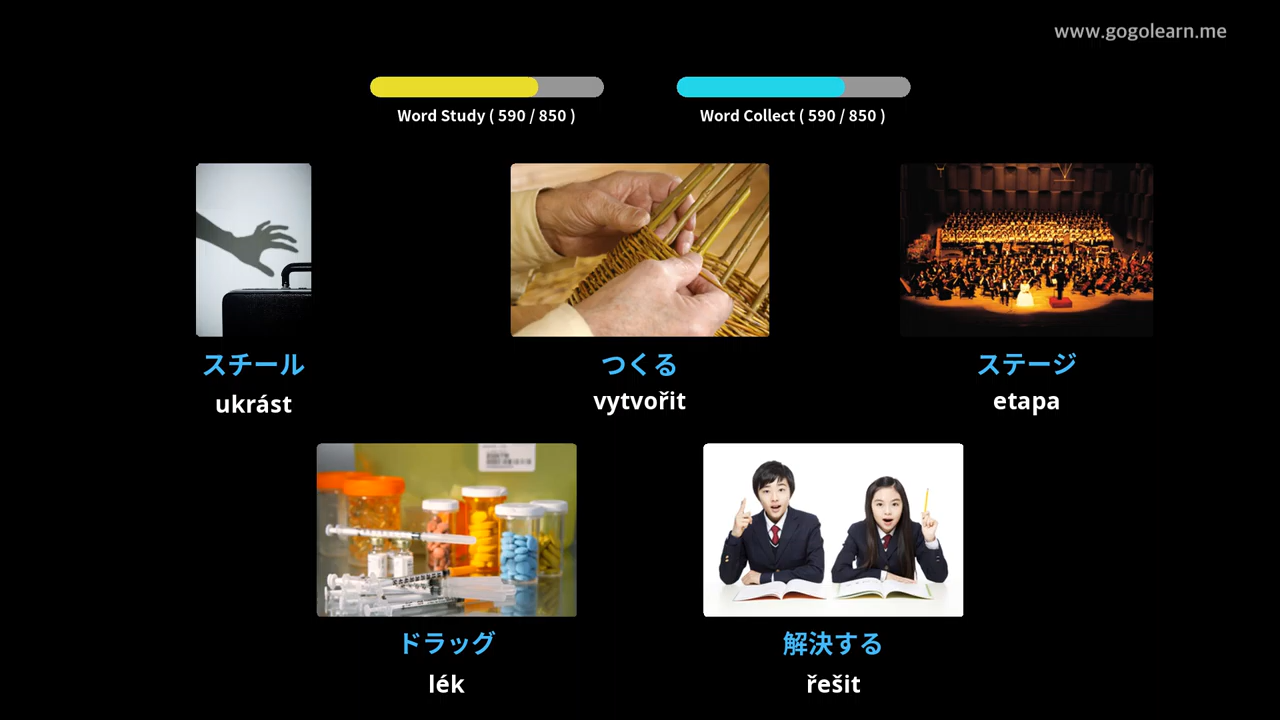 www.gogolearn.me
Word Study ( 590 / 850 )
Word Collect ( 590 / 850 )
スチール
つくる
ステージ
ukrást
vytvořit
etapa
ドラッグ
解決する
lék
řešit